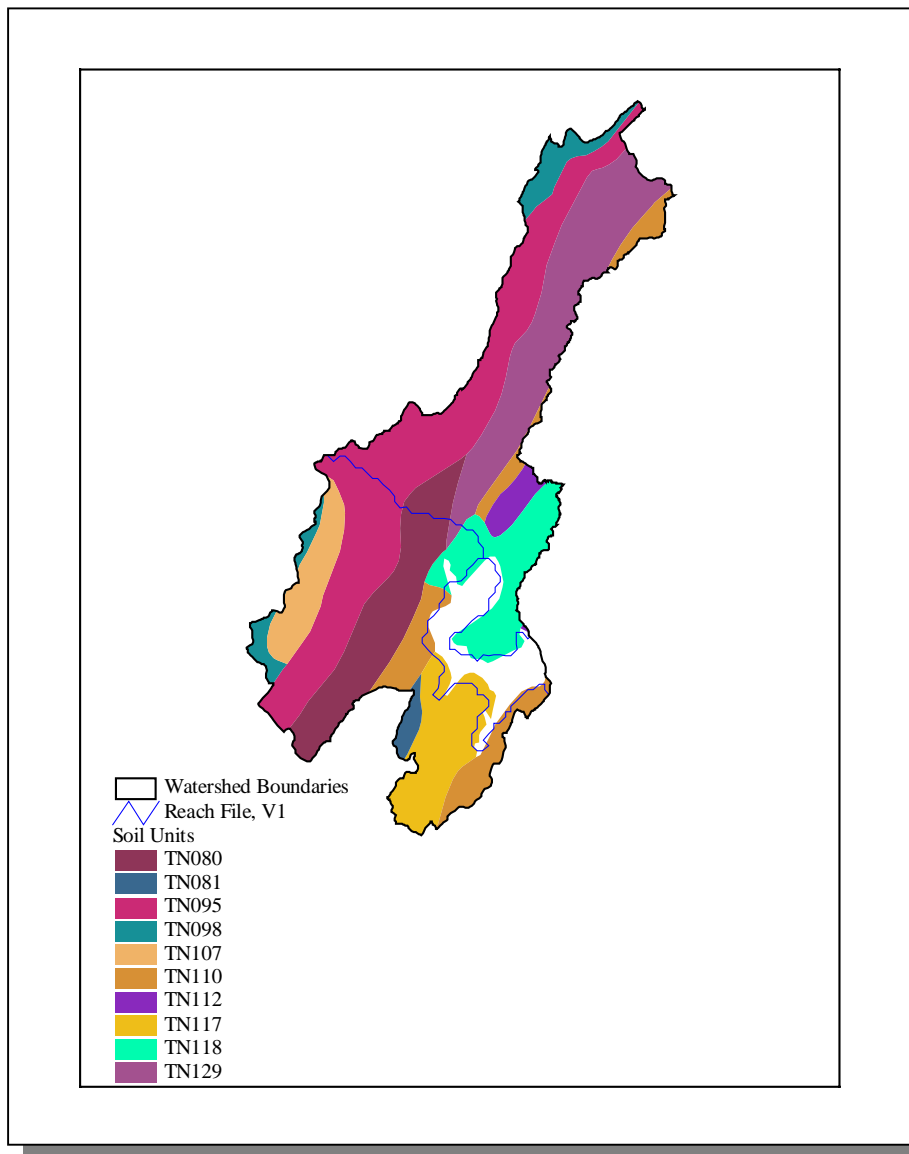 Watershed Boundaries
Reach File, V1
Soil Units
TN080
TN081
TN095
TN098
TN107
TN110
TN112
TN117
TN118
TN129